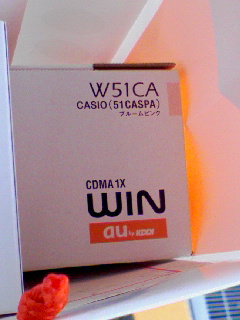 W51CA
CASIO(51CASPA)
ブルームピンク
CDMA 1X
WIN
au by KDDI